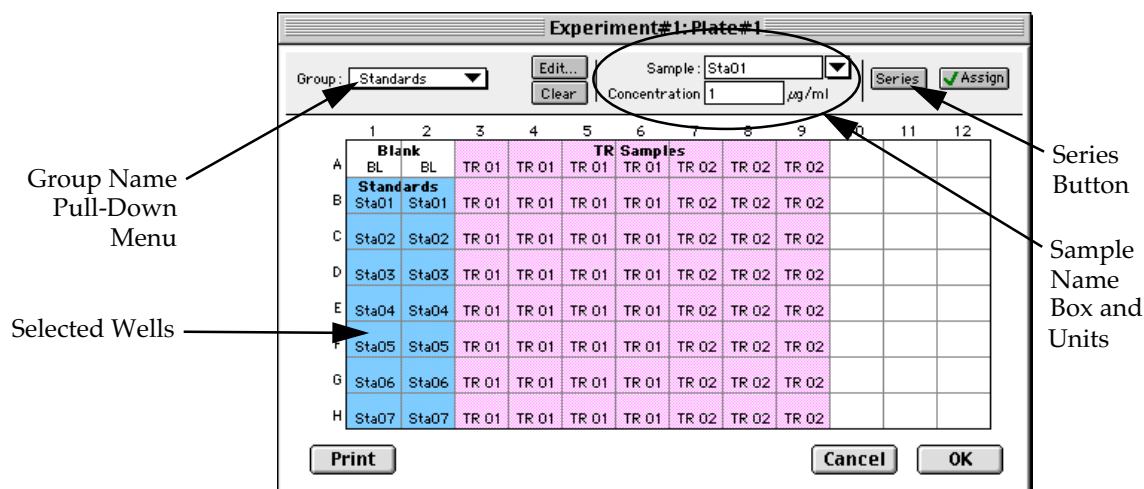 Experiment#1: Plate#1
Group: Standards
Edit...
Clear
Sample: Sta01
Concentration 1 µg/ml
Series
Assign
1 2 3 4 5 6 7 8 9 10 11 12
Blank TR Samples
A BL BL TR 01 TR 01 TR 01 TR 01 TR 02 TR 02 TR 02
Standards
B Sta01 Sta01 TR 01 TR 01 TR 01 TR 01 TR 02 TR 02 TR 02
C Sta02 Sta02 TR 01 TR 01 TR 01 TR 01 TR 02 TR 02 TR 02
D Sta03 Sta03 TR 01 TR 01 TR 01 TR 01 TR 02 TR 02 TR 02
E Sta04 Sta04 TR 01 TR 01 TR 01 TR 01 TR 02 TR 02 TR 02
F Sta05 Sta05 TR 01 TR 01 TR 01 TR 01 TR 02 TR 02 TR 02
G Sta06 Sta06 TR 01 TR 01 TR 01 TR 01 TR 02 TR 02 TR 02
H Sta07 Sta07 TR 01 TR 01 TR 01 TR 01 TR 02 TR 02 TR 02
Print
Cancel
OK
Group Name
Pull-Down
Menu
Selected Wells
Series
Button
Sample
Name
Box and
Units